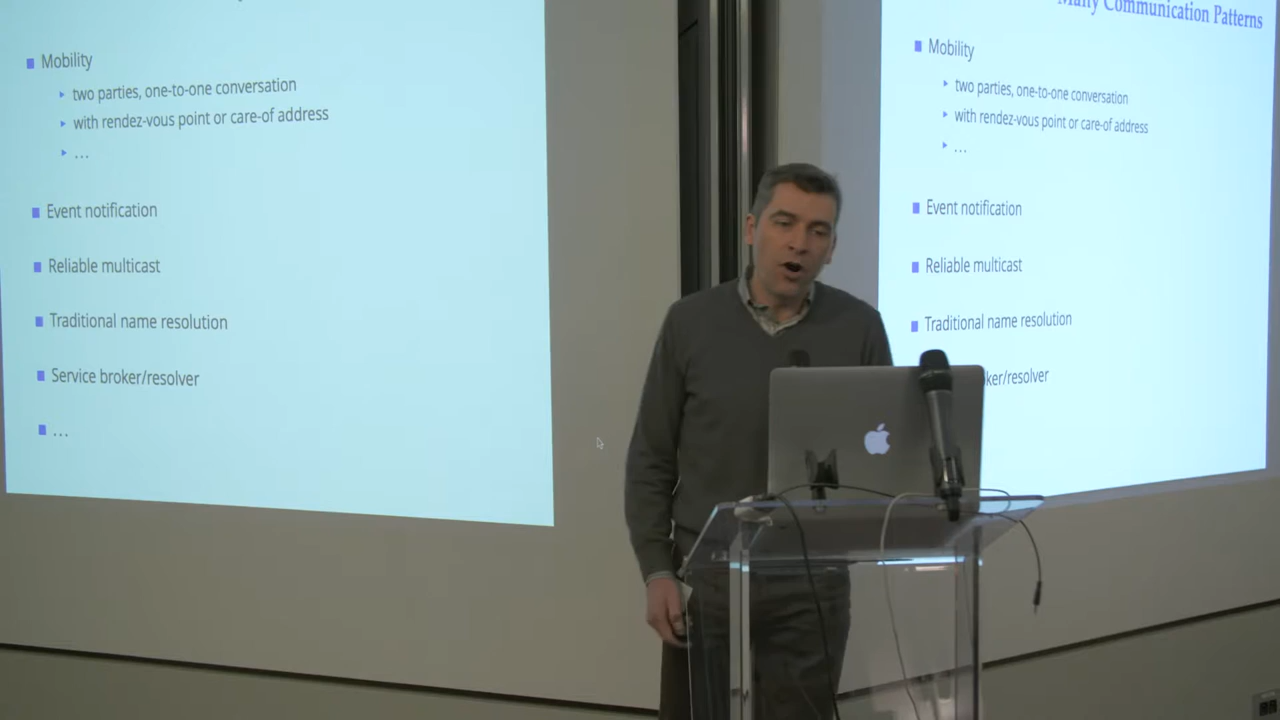 Mobility
two parties, one-to-one conversation
with rendez-vous point or care-of address
...
Event notification
Reliable multicast
Traditional name resolution
Service broker/resolver
...
Many Communication Patterns
Mobility
two parties, one-to-one conversation
with rendez-vous point or care-of address
...
Event notification
Reliable multicast
Traditional name resolution
ker/resolver